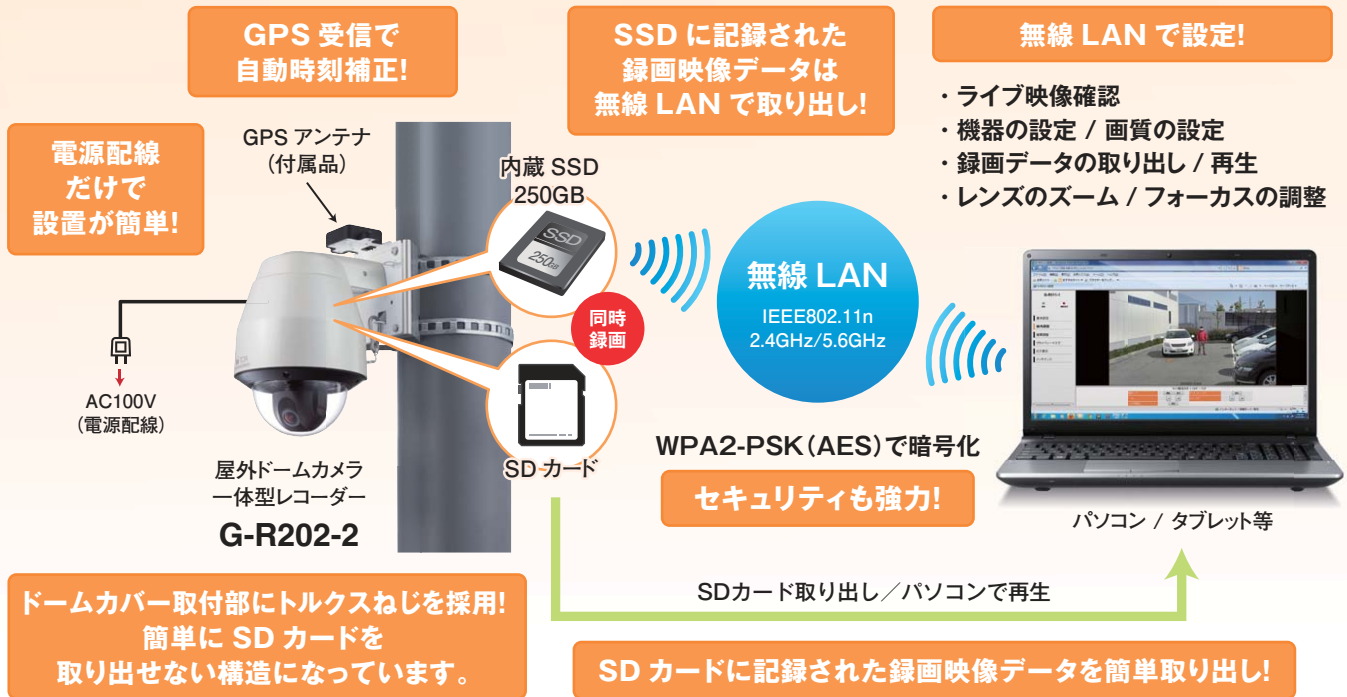 GPS 受信で
自動時刻補正!
SSD に記録された
録画映像データは
無線 LAN で取り出し!
無線 LAN で設定!
・ライブ映像確認
・機器の設定 / 画質の設定
・録画データの取り出し / 再生
・レンズのズーム / フォーカスの調整
電源配線
だけで
設置が簡単!
GPS アンテナ
(付属品)
内蔵 SSD
250GB
SSD
250GB
同時
録画
無線 LAN
IEEE802.11n
2.4GHz/5.6GHz
AC100V
(電源配線)
SD カード
屋外ドームカメラ
一体型レコーダー
G-R202-2
WPA2-PSK(AES)で暗号化
セキュリティも強力!
パソコン / タブレット等
SDカード取り出し／パソコンで再生
ドームカバー取付部にトルクスねじを採用!
簡単に SD カードを
取り出せない構造になっています。
SD カードに記録された録画映像データを簡単取り出し!